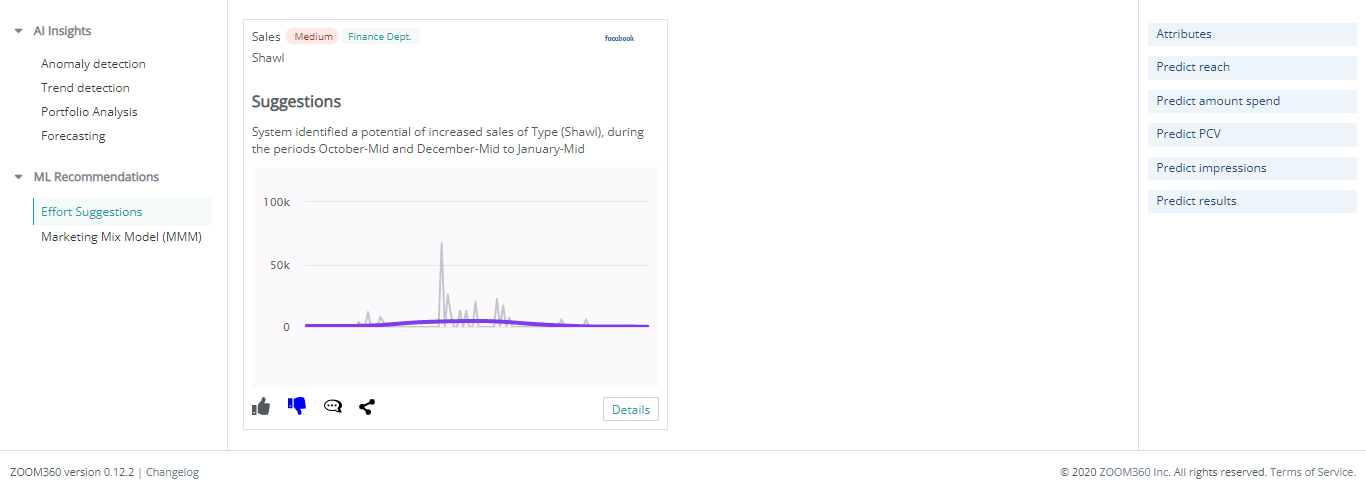 AI Insights
Anomaly detection
Trend detection
Portfolio Analysis
Forecasting
ML Recommendations
Effort Suggestions
Marketing Mix Model (MMM)
Sales Medium Finance Dept. facebook
Shawl
Suggestions
System identified a potential of increased sales of Type (Shawl), during
the periods October-Mid and December-Mid to January-Mid
100k
50k
0
Details
Attributes
Predict reach
Predict amount spend
Predict PCV
Predict impressions
Predict results
ZOOM360 version 0.12.2 | Changelog
© 2020 ZOOM360 Inc. All rights reserved. Terms of Service.